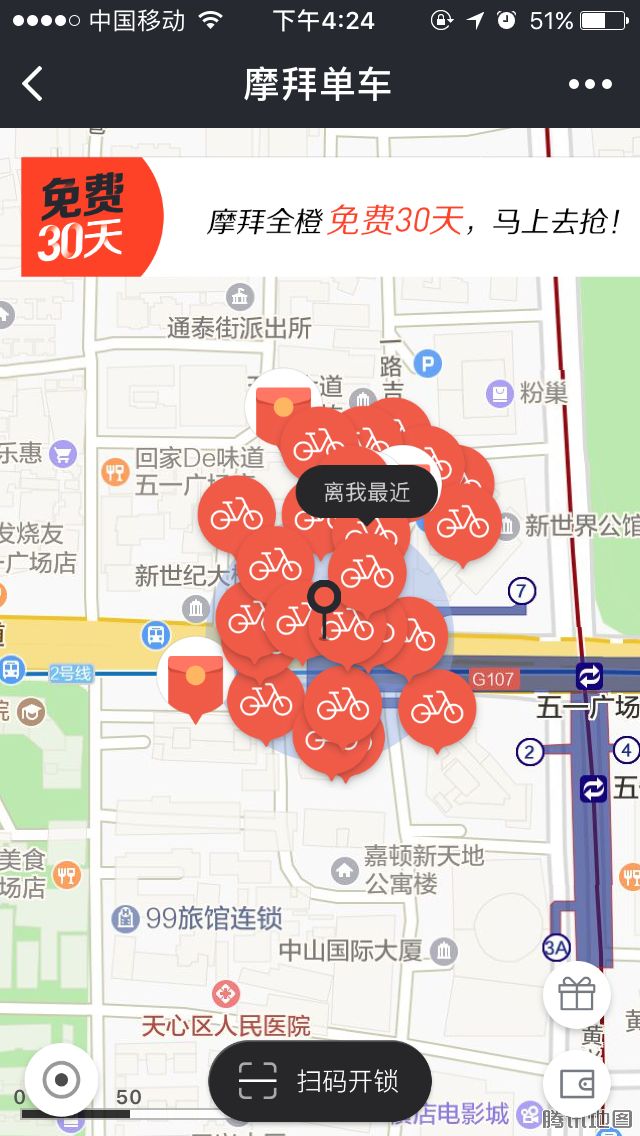 中国移动
下午4:24
51%
摩拜单车
免费
30天
摩拜全橙免费30天，马上去抢！
通泰街派出所
一路吉
P
粉巢
乐惠
回家De味道
五一广场店
离我最近
发烧友
一广场店
新世界公馆
新世纪大
7
道
2号线
G107
院
五一广场
2
4
五
美食
场店
嘉顿新天地
公寓楼
99旅馆连锁
中山国际大厦
3A
天心区人民医院
黄
黄
扫码开锁
0
50
店电影城
腾讯地图